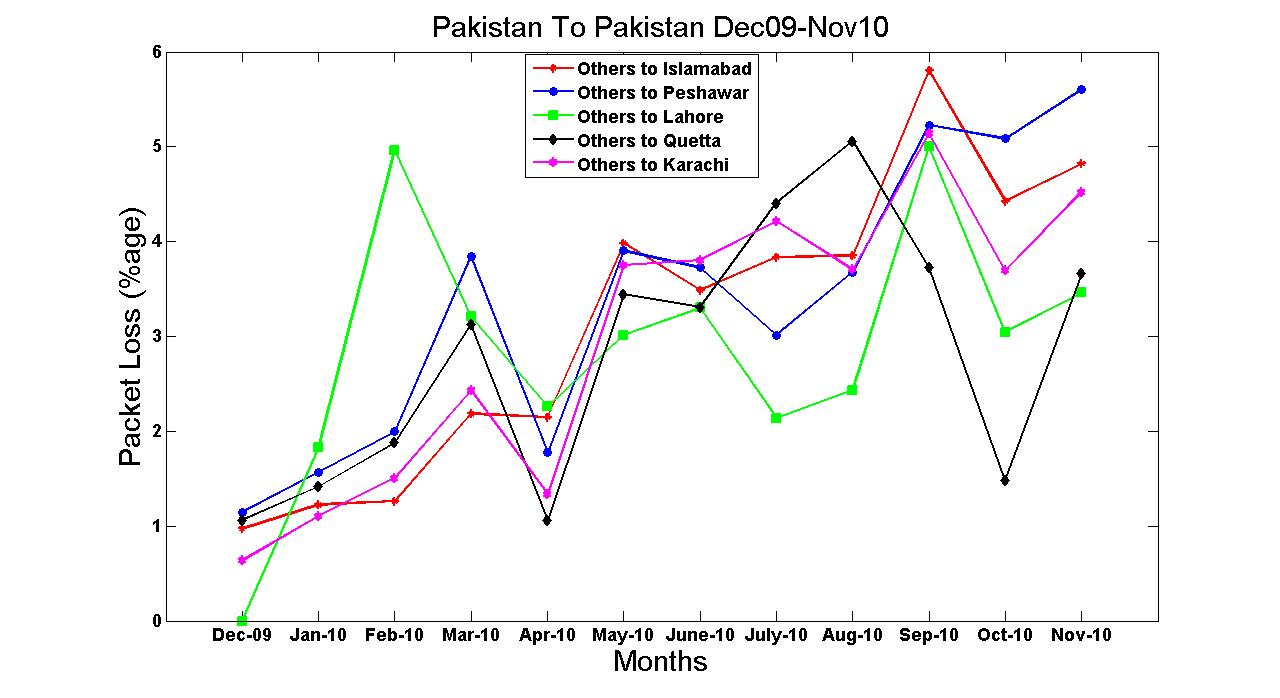 Pakistan To Pakistan Dec09-Nov10
Others to Islamabad
Others to Peshawar
Others to Lahore
Others to Quetta
Others to Karachi
Packet Loss (%age)
6
5
4
3
2
1
0
Dec-09 Jan-10 Feb-10 Mar-10 Apr-10 May-10 June-10 July-10 Aug-10 Sep-10 Oct-10 Nov-10
Months